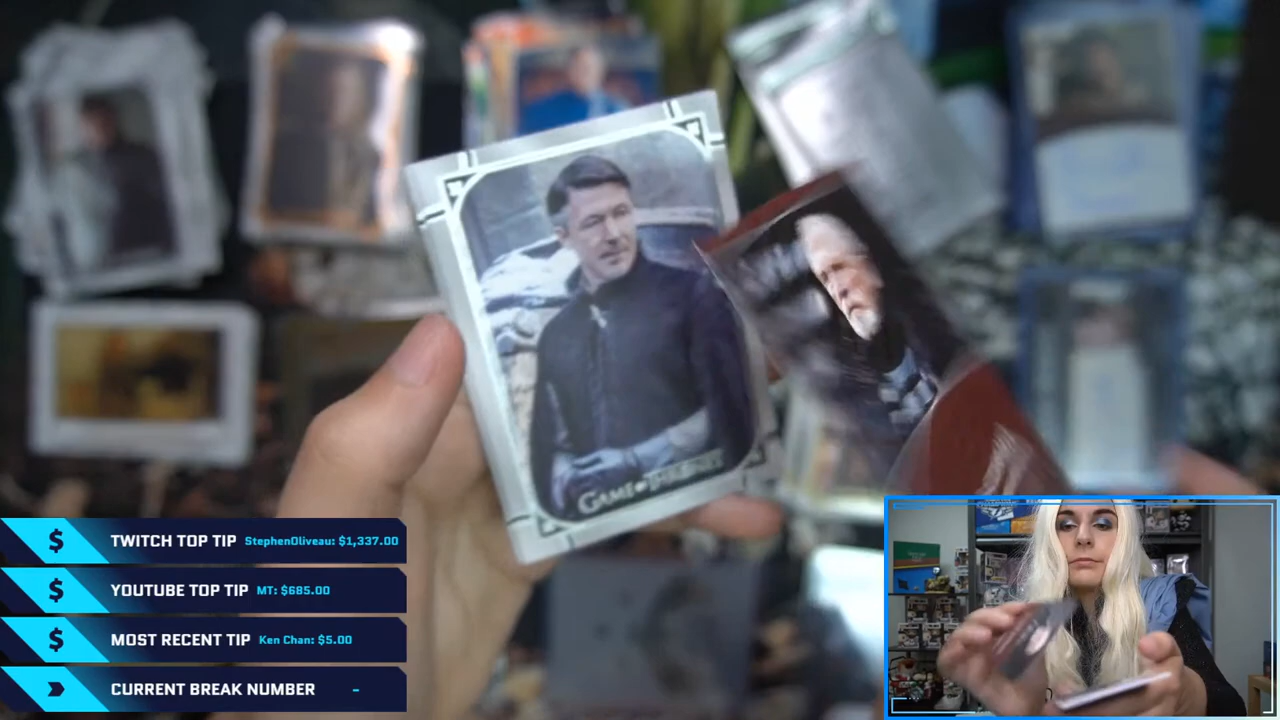 GAME OF THRONES
$ TWITCH TOP TIP StephenOliveau: $1,337.00
$ YOUTUBE TOP TIP MT: $685.00
$ MOST RECENT TIP Ken Chan: $5.00
CURRENT BREAK NUMBER -